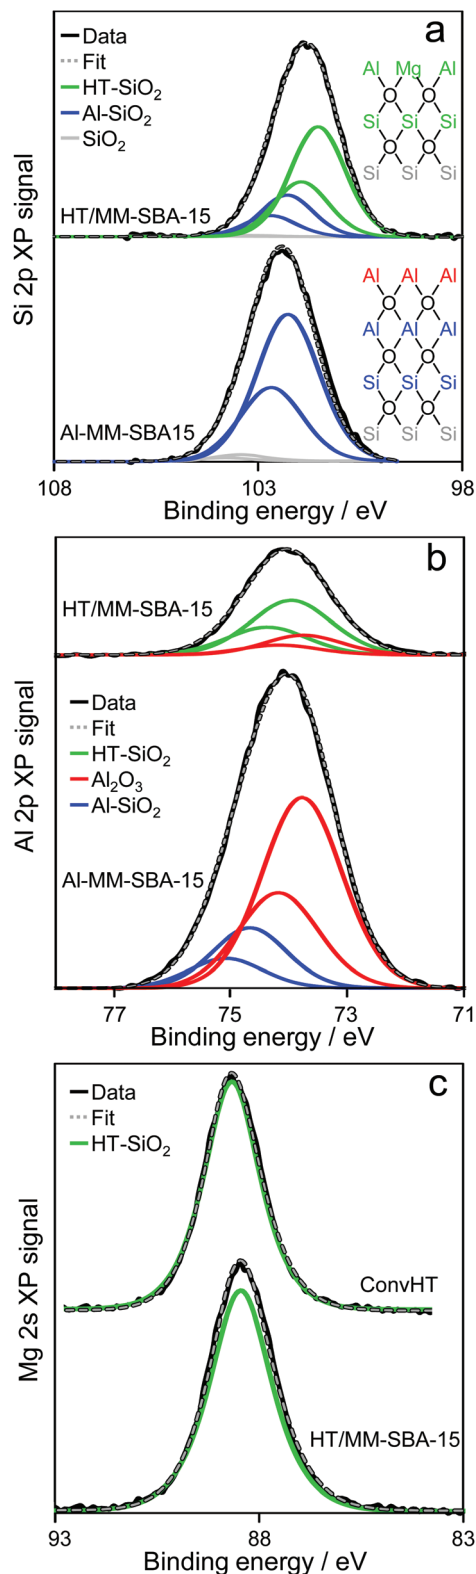 a
Data
Fit
HT-SiO₂
Al-SiO₂
SiO₂
Al Mg Al
O O
Si Si Si
O O
Si Si Si
HT/MM-SBA-15
Al Al Al
O O
Al Al Al
O O
Si Si Si
O O
Si Si Si
Al-MM-SBA15
Si 2p XP signal
108 103 98
Binding energy / eV
b
HT/MM-SBA-15
Data
Fit
HT-SiO₂
Al₂O₃
Al-SiO₂
Al-MM-SBA-15
Al 2p XP signal
77 75 73 71
Binding energy / eV
c
Data
Fit
HT-SiO₂
ConvHT
HT/MM-SBA-15
Mg 2s XP signal
93 88 83
Binding energy / eV